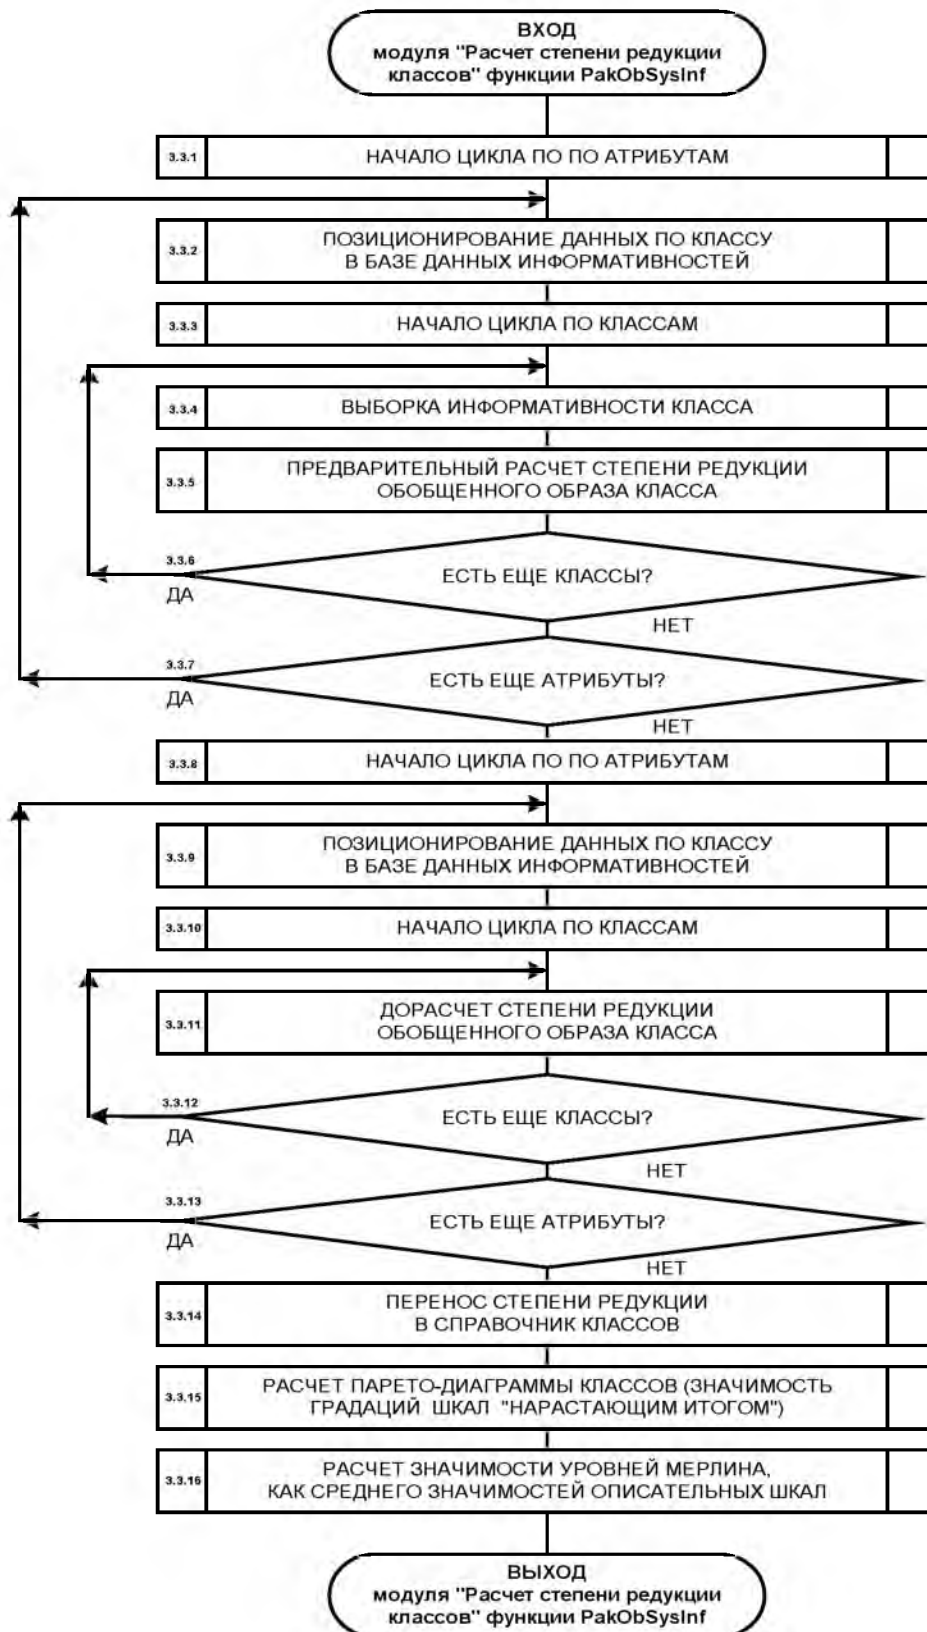 ВХОД
модуля "Расчет степени редукции
классов" функции PakObSysInf
3.3.1
НАЧАЛО ЦИКЛА ПО ПО АТРИБУТАМ
3.3.2
ПОЗИЦИОНИРОВАНИЕ ДАННЫХ ПО КЛАССУ
В БАЗЕ ДАННЫХ ИНФОРМАТИВНОСТЕЙ
3.3.3
НАЧАЛО ЦИКЛА ПО КЛАССАМ
3.3.4
ВЫБОРКА ИНФОРМАТИВНОСТИ КЛАССА
3.3.5
ПРЕДВАРИТЕЛЬНЫЙ РАСЧЕТ СТЕПЕНИ РЕДУКЦИИ
ОБОБЩЕННОГО ОБРАЗА КЛАССА
3.3.6
ЕСТЬ ЕЩЕ КЛАССЫ?
ДА
НЕТ
3.3.7
ЕСТЬ ЕЩЕ АТРИБУТЫ?
ДА
НЕТ
3.3.8
НАЧАЛО ЦИКЛА ПО ПО АТРИБУТАМ
3.3.9
ПОЗИЦИОНИРОВАНИЕ ДАННЫХ ПО КЛАССУ
В БАЗЕ ДАННЫХ ИНФОРМАТИВНОСТЕЙ
3.3.10
НАЧАЛО ЦИКЛА ПО КЛАССАМ
3.3.11
ДОРАСЧЕТ СТЕПЕНИ РЕДУКЦИИ
ОБОБЩЕННОГО ОБРАЗА КЛАССА
3.3.12
ЕСТЬ ЕЩЕ КЛАССЫ?
ДА
НЕТ
3.3.13
ЕСТЬ ЕЩЕ АТРИБУТЫ?
ДА
НЕТ
3.3.14
ПЕРЕНОС СТЕПЕНИ РЕДУКЦИИ
В СПРАВОЧНИК КЛАССОВ
3.3.15
РАСЧЕТ ПАРЕТО-ДИАГРАММЫ КЛАССОВ (ЗНАЧИМОСТЬ
ГРАДАЦИЙ ШКАЛ "НАРАСТАЮЩИМ ИТОГОМ")
3.3.16
РАСЧЕТ ЗНАЧИМОСТИ УРОВНЕЙ МЕРЛИНА,
КАК СРЕДНЕГО ЗНАЧИМОСТЕЙ ОПИСАТЕЛЬНЫХ ШКАЛ
ВЫХОД
модуля "Расчет степени редукции
классов" функции PakObSysInf